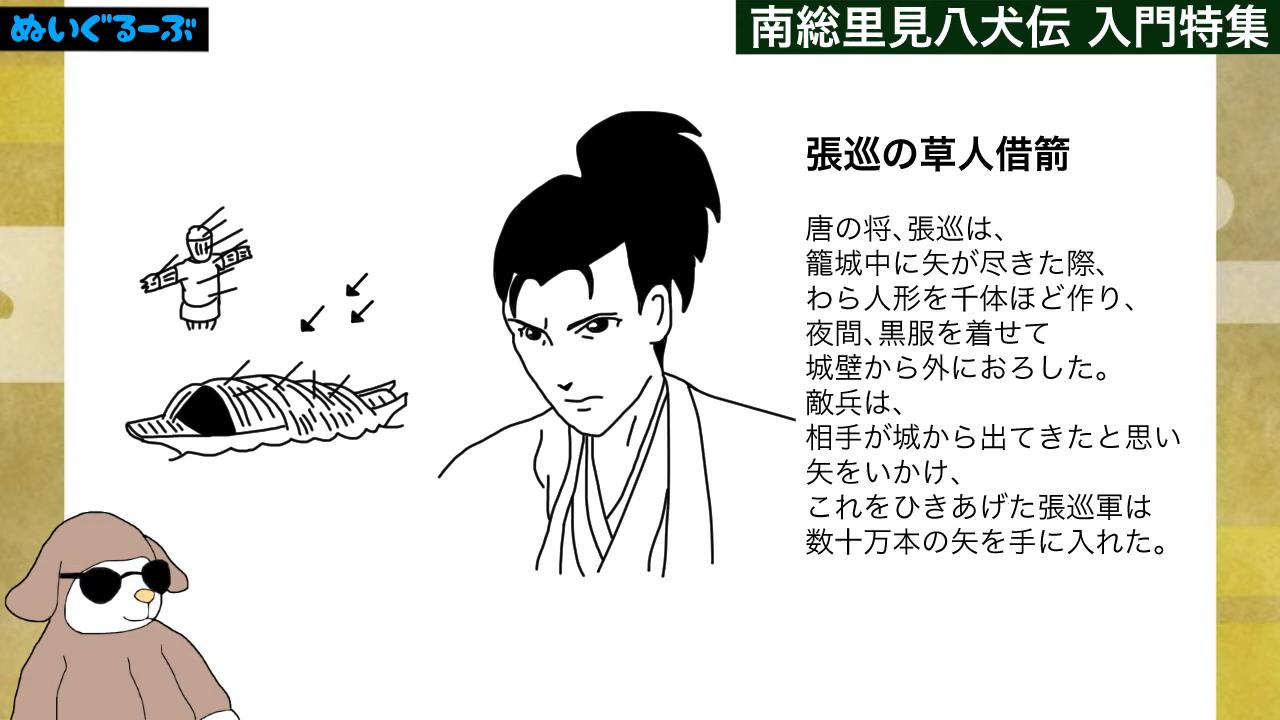 ぬいぐるーぶ
南総里見八犬伝 入門特集
張巡の草人借箭
唐の将、張巡は、
籠城中に矢が尽きた際、
わら人形を千体ほど作り、
夜間、黒服を着せて
城壁から外におろした。
敵兵は、
相手が城から出てきたと思い
矢をいかけ、
これをひきあげた張巡軍は
数十万本の矢を手に入れた。